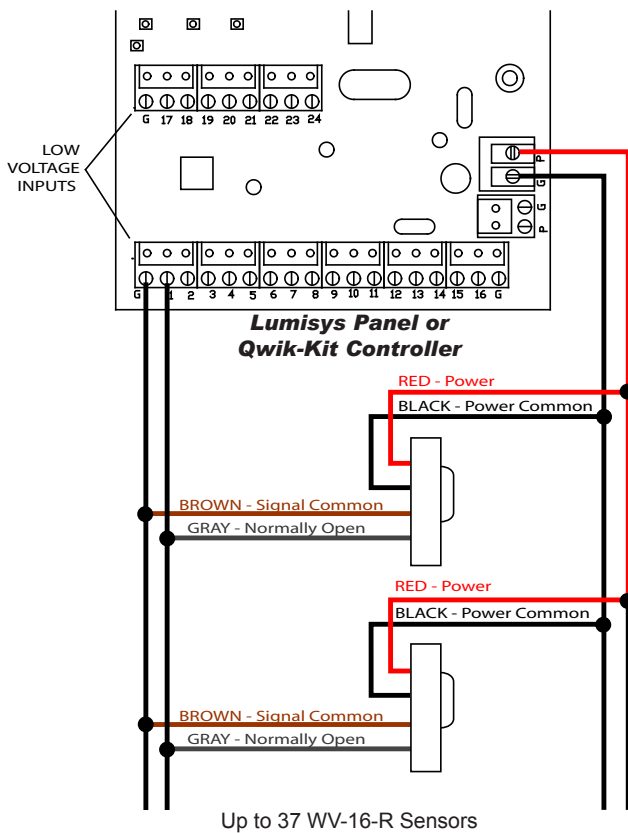 G 17 18 19 20 21 22 23 24
LOW
VOLTAGE
INPUTS
P
G
G
P
G 1 2 3 4 5 6 7 8 9 10 11 12 13 14 15 16 G
Lumisys Panel or
Qwik-Kit Controller
RED - Power
BLACK - Power Common
BROWN - Signal Common
GRAY - Normally Open
RED - Power
BLACK - Power Common
BROWN - Signal Common
GRAY - Normally Open
Up to 37 WV-16-R Sensors